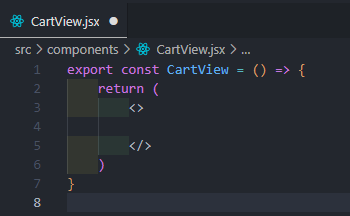 CartView.jsx
src > components > CartView.jsx > ...
1 export const CartView = () => {
2     return (
3         <>
4
5         </>
6     )
7 }
8